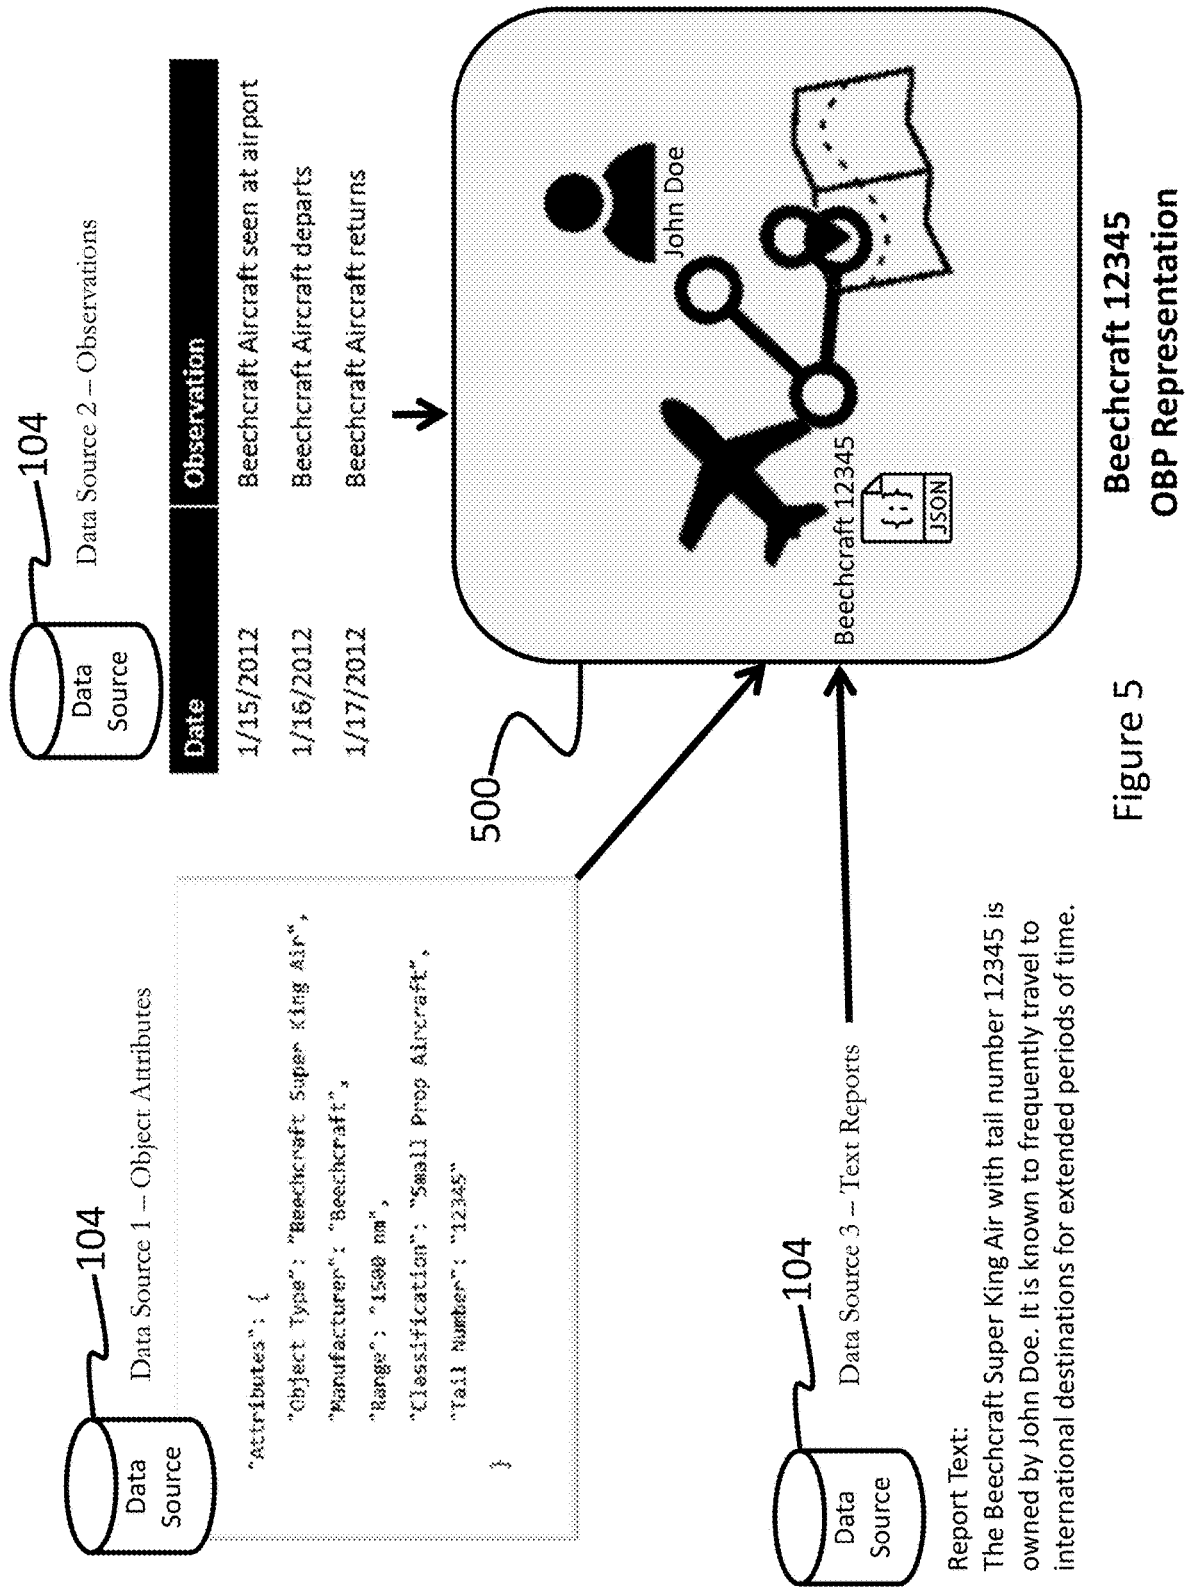 104
Data
Source
Data Source 1 – Object Attributes
"Attributes": {
"Object Type": "Beechcraft Super King Air",
"Manufacturer": "Beechcraft",
"Range": "1500 nm",
"Classification": "Small Prop Aircraft",
"Tail Number": "12345"
}
104
Data
Source
Data Source 2 – Observations
Date Observation
1/15/2012 Beechcraft Aircraft seen at airport
1/16/2012 Beechcraft Aircraft departs
1/17/2012 Beechcraft Aircraft returns
500
John Doe
Beechcraft 12345
{;}
JSON
104
Data
Source
Data Source 3 – Text Reports
Report Text:
The Beechcraft Super King Air with tail number 12345 is
owned by John Doe. It is known to frequently travel to
international destinations for extended periods of time.
Beechcraft 12345
OBP Representation
Figure 5